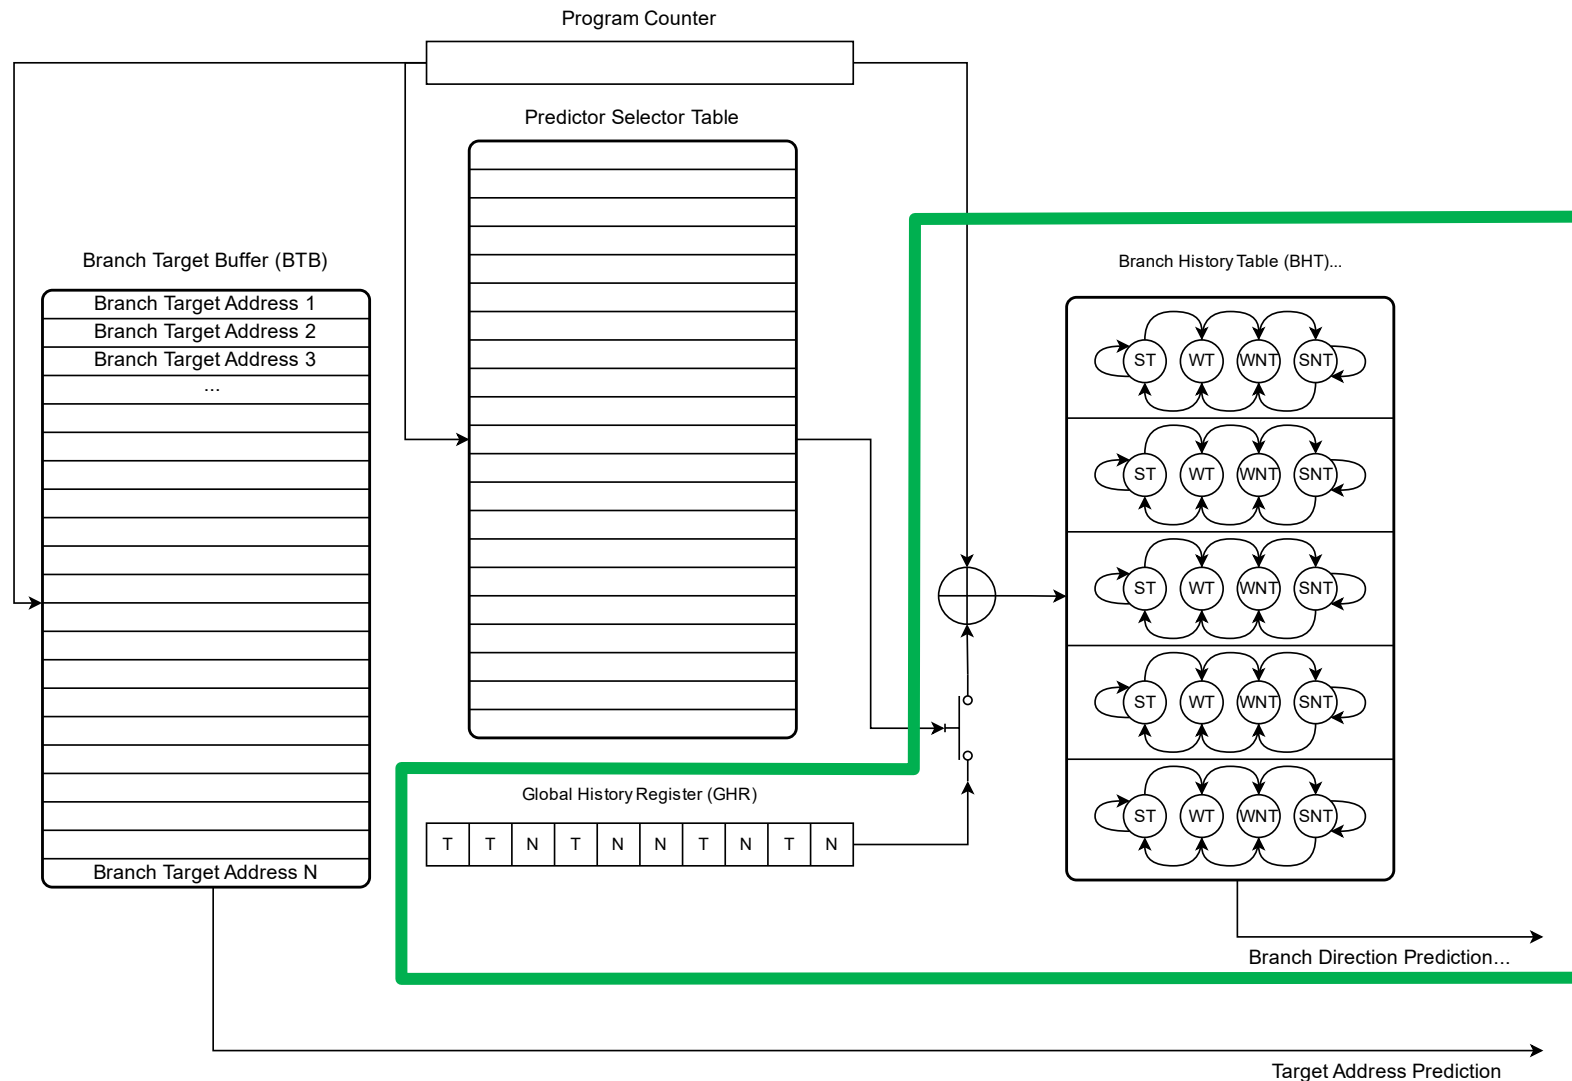 Program Counter
Predictor Selector Table
Branch Target Buffer (BTB)
Branch History Table (BHT)...
Branch Target Address 1
Branch Target Address 2
Branch Target Address 3
...
ST WT WNT SNT
ST WT WNT SNT
ST WT WNT SNT
ST WT WNT SNT
ST WT WNT SNT
Global History Register (GHR)
T T N T N N T N T N
Branch Target Address N
Branch Direction Prediction...
Target Address Prediction